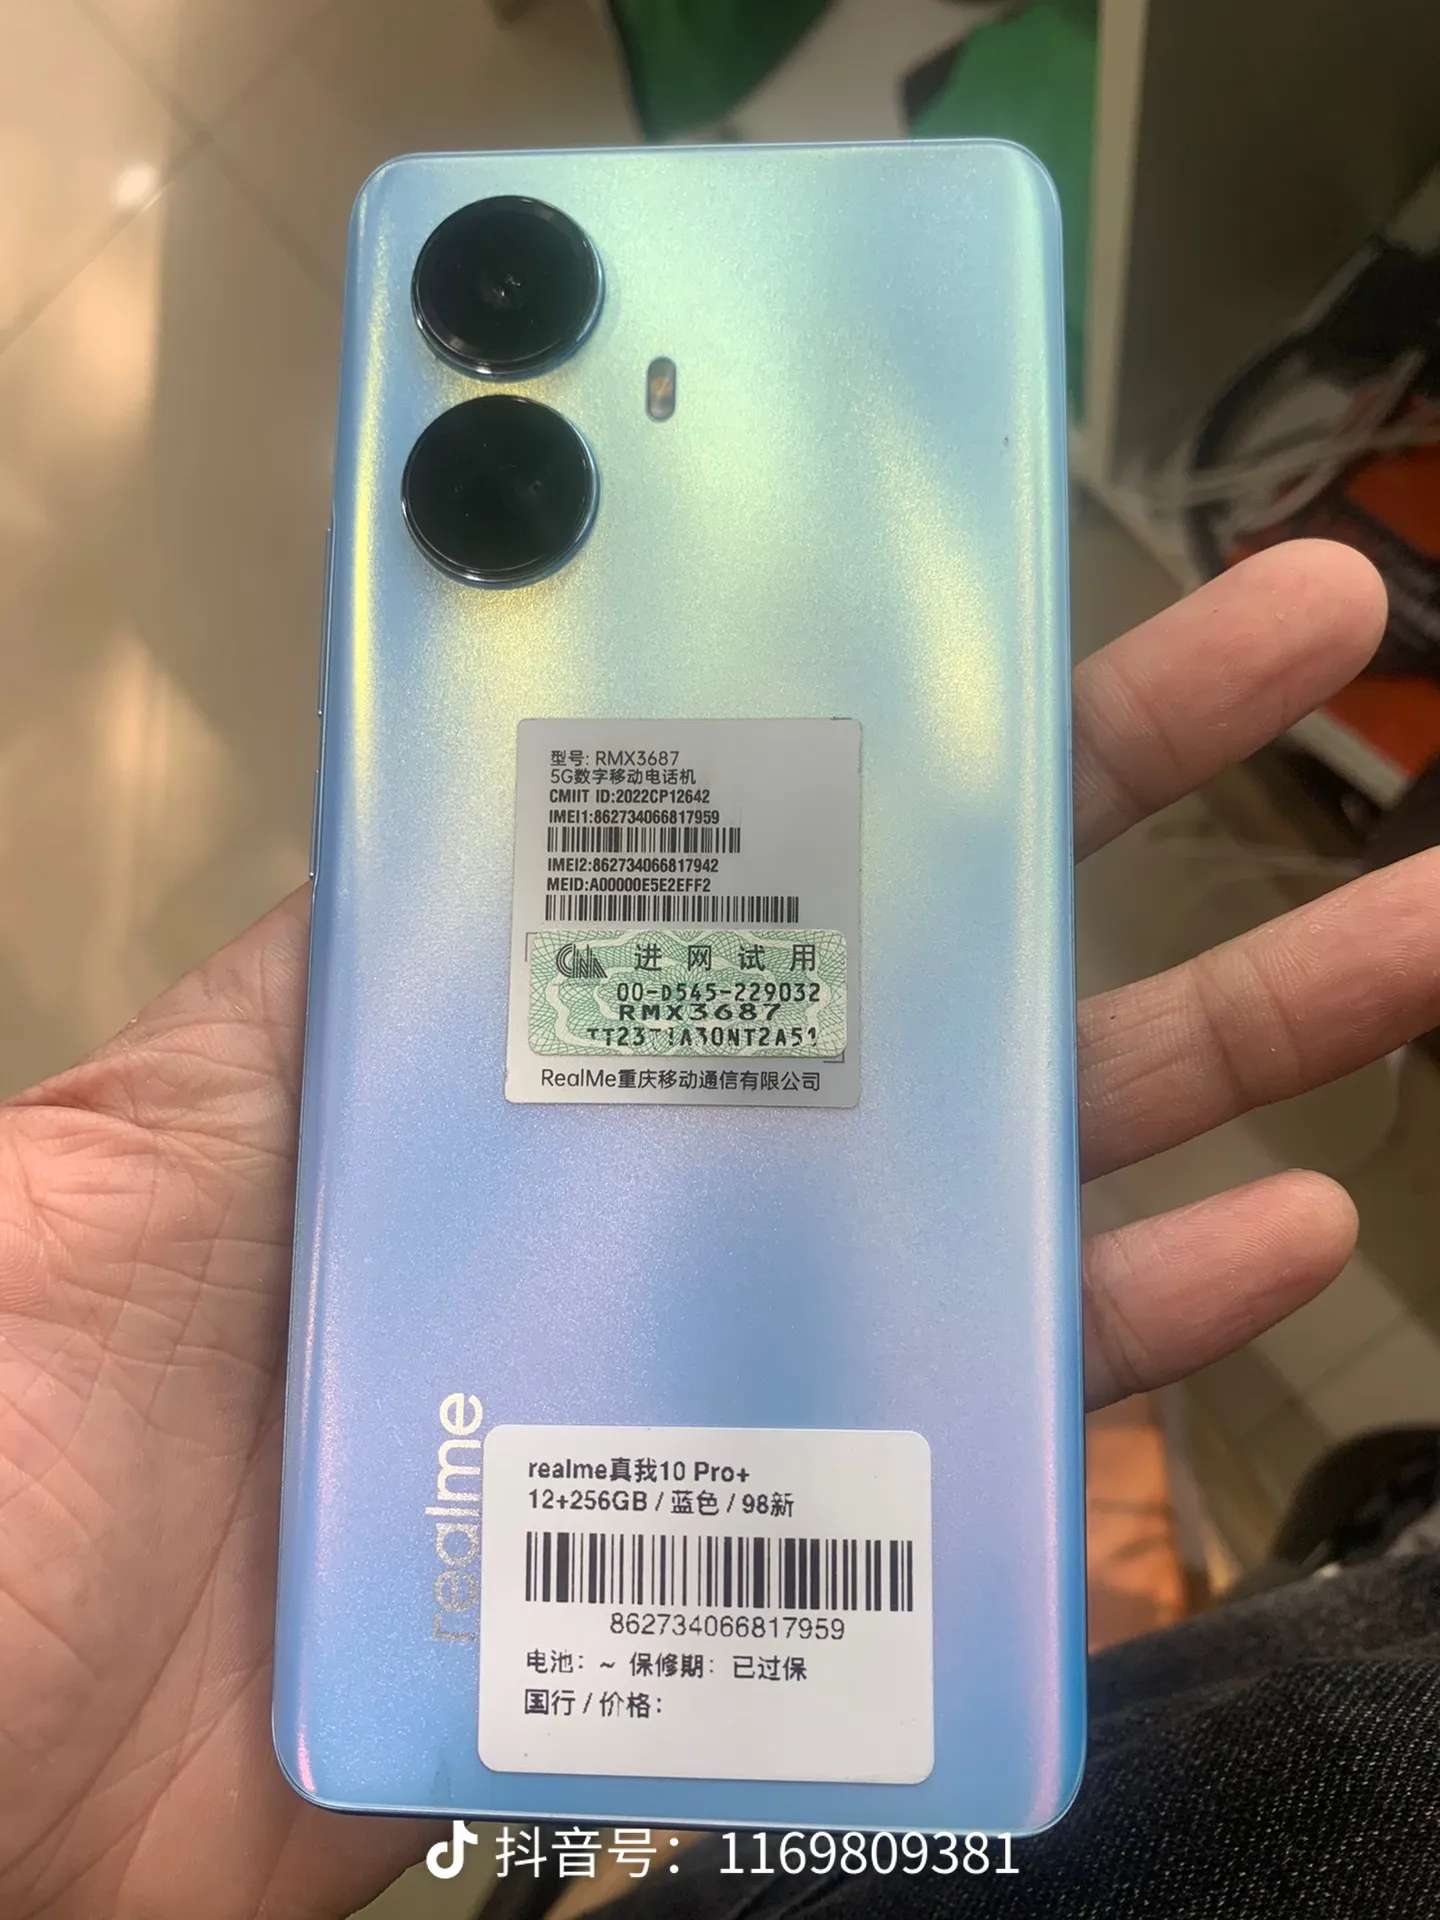 型号: RMX3687
5G数字移动电话机
CMIIT ID:2022CP12642
IMEI1:862734066817959
IMEI2:862734066817942
MEID:A00000E5E2EFF2
CNA 进网试用
00-D545-229032
RMX3687
RealMe重庆移动通信有限公司
realme
realme真我10 Pro+
12+256GB / 蓝色 / 98新
862734066817959
电池: ~ 保修期: 已过保
国行 / 价格:
抖音号: 1169809381